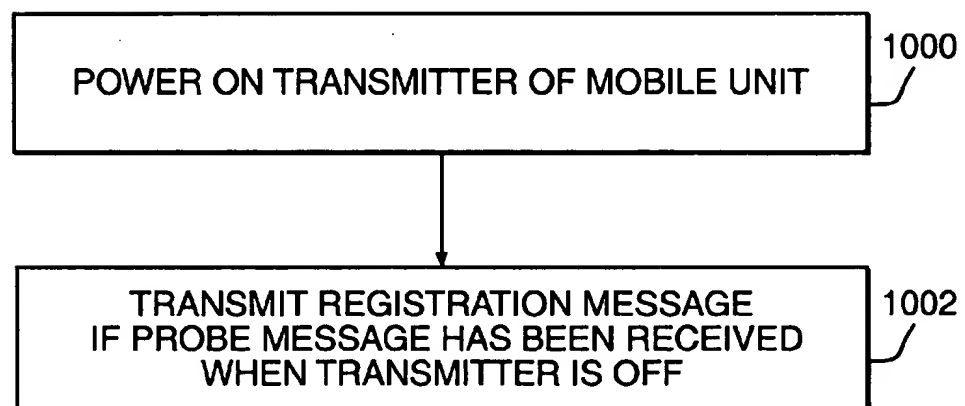 1000
POWER ON TRANSMITTER OF MOBILE UNIT
1002
TRANSMIT REGISTRATION MESSAGE
IF PROBE MESSAGE HAS BEEN RECEIVED
WHEN TRANSMITTER IS OFF